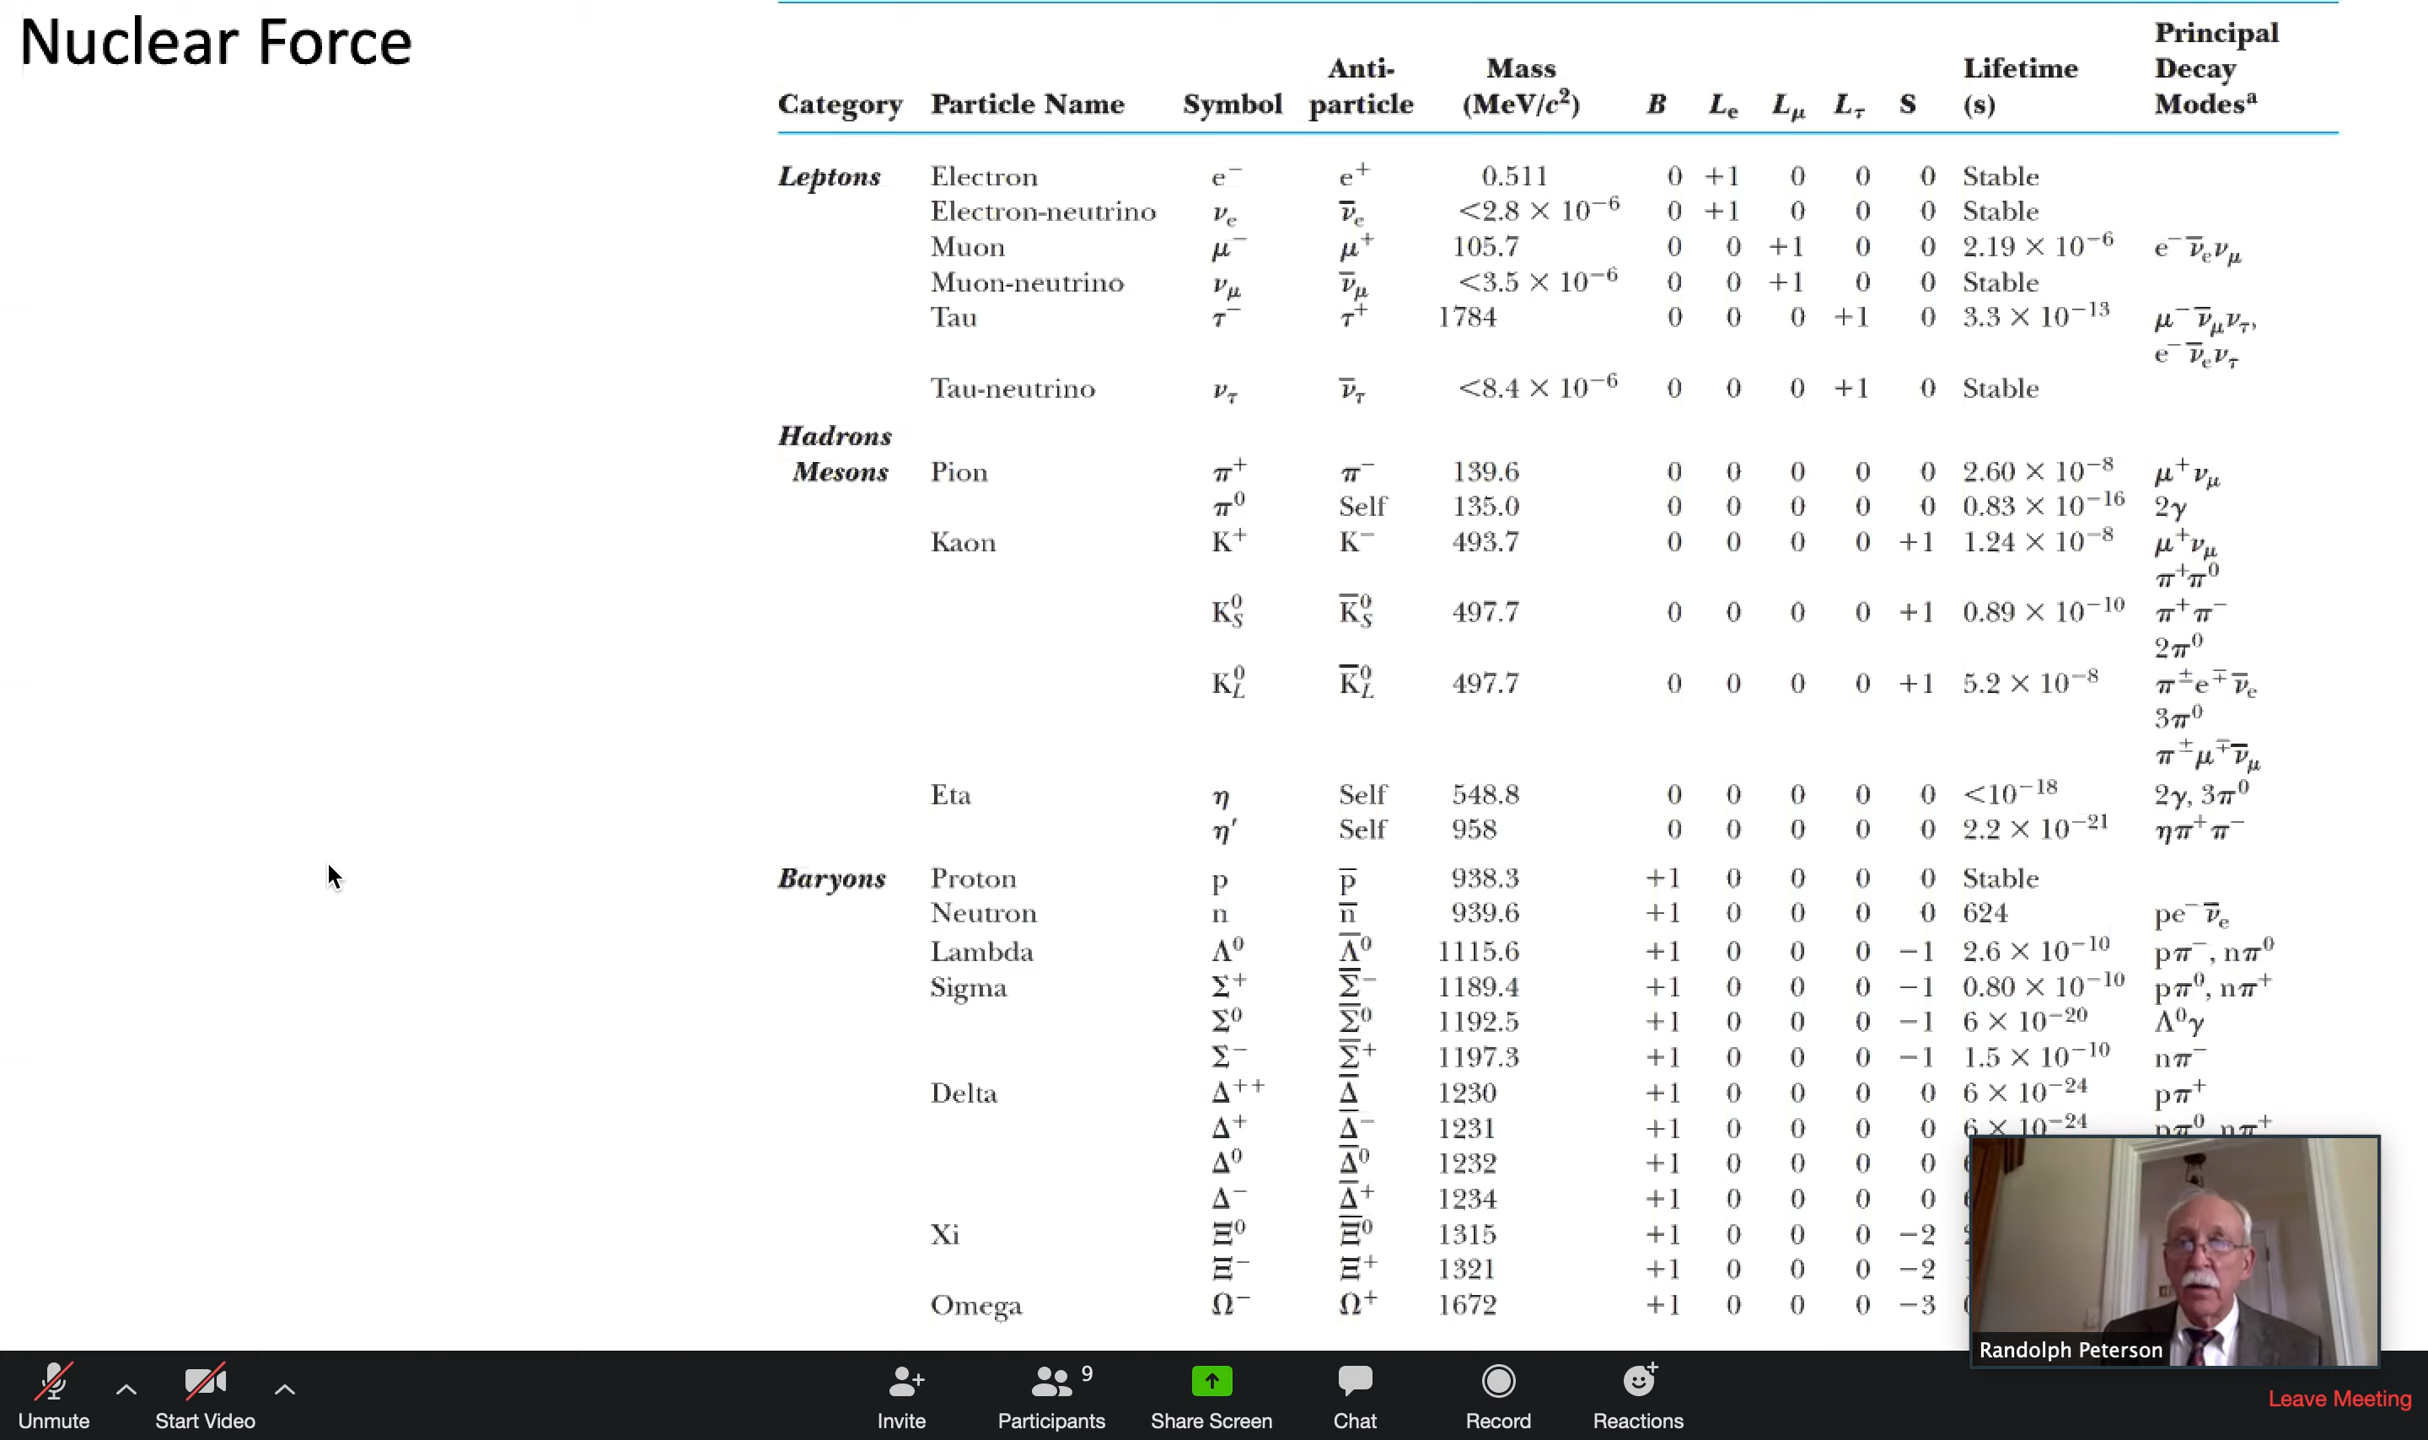 Nuclear Force
Category Particle Name Symbol Anti-particle Mass (MeV/c²) B Lₑ L_μ L_τ S Lifetime (s) Principal Decay Modesᵃ
Leptons Electron e⁻ e⁺ 0.511 0 +1 0 0 0 Stable
Electron-neutrino νₑ ν̅ₑ <2.8 × 10⁻⁶ 0 +1 0 0 0 Stable
Muon μ⁻ μ⁺ 105.7 0 0 +1 0 0 2.19 × 10⁻⁶ e⁻ν̅ₑν_μ
Muon-neutrino ν_μ ν̅_μ <3.5 × 10⁻⁶ 0 0 +1 0 0 Stable
Tau τ⁻ τ⁺ 1784 0 0 0 +1 0 3.3 × 10⁻¹³ μ⁻ν̅_μν_τ,
e⁻ν̅ₑν_τ
Tau-neutrino ν_τ ν̅_τ <8.4 × 10⁻⁶ 0 0 0 +1 0 Stable
Hadrons
Mesons Pion π⁺ π⁻ 139.6 0 0 0 0 0 2.60 × 10⁻⁸ μ⁺ν_μ
π⁰ Self 135.0 0 0 0 0 0 0.83 × 10⁻¹⁶ 2γ
Kaon K⁺ K⁻ 493.7 0 0 0 0 +1 1.24 × 10⁻⁸ μ⁺ν_μ
π⁺π⁰
K⁰_S K̅⁰_S 497.7 0 0 0 0 +1 0.89 × 10⁻¹⁰ π⁺π⁻
2π⁰
K⁰_L K̅⁰_L 497.7 0 0 0 0 +1 5.2 × 10⁻⁸ π^±e^∓ν̅ₑ
3π⁰
π^±μ^∓ν̅_μ
Eta η Self 548.8 0 0 0 0 0 <10⁻¹⁸ 2γ, 3π⁰
η′ Self 958 0 0 0 0 0 2.2 × 10⁻²¹ ηπ⁺π⁻
Baryons Proton p p̅ 938.3 +1 0 0 0 0 Stable
Neutron n n̅ 939.6 +1 0 0 0 0 624 pe⁻ν̅ₑ
Lambda Λ⁰ Λ̅⁰ 1115.6 +1 0 0 0 −1 2.6 × 10⁻¹⁰ pπ⁻, nπ⁰
Sigma Σ⁺ Σ̅⁻ 1189.4 +1 0 0 0 −1 0.80 × 10⁻¹⁰ pπ⁰, nπ⁺
Σ⁰ Σ̅⁰ 1192.5 +1 0 0 0 −1 6 × 10⁻²⁰ Λ⁰γ
Σ⁻ Σ̅⁺ 1197.3 +1 0 0 0 −1 1.5 × 10⁻¹⁰ nπ⁻
Delta Δ⁺⁺ Δ̅ 1230 +1 0 0 0 0 6 × 10⁻²⁴ pπ⁺
Δ⁺ Δ̅⁻ 1231 +1 0 0 0 0 6 × 10⁻²⁴ pπ⁰, nπ⁺
Δ⁰ Δ̅⁰ 1232 +1 0 0 0 0
Δ⁻ Δ̅⁺ 1234 +1 0 0 0 0
Xi Ξ⁰ Ξ̅⁰ 1315 +1 0 0 0 −2
Ξ⁻ Ξ⁺ 1321 +1 0 0 0 −2
Omega Ω⁻ Ω⁺ 1672 +1 0 0 0 −3
Randolph Peterson
Unmute Start Video Invite Participants 9 Share Screen Chat Record Reactions Leave Meeting